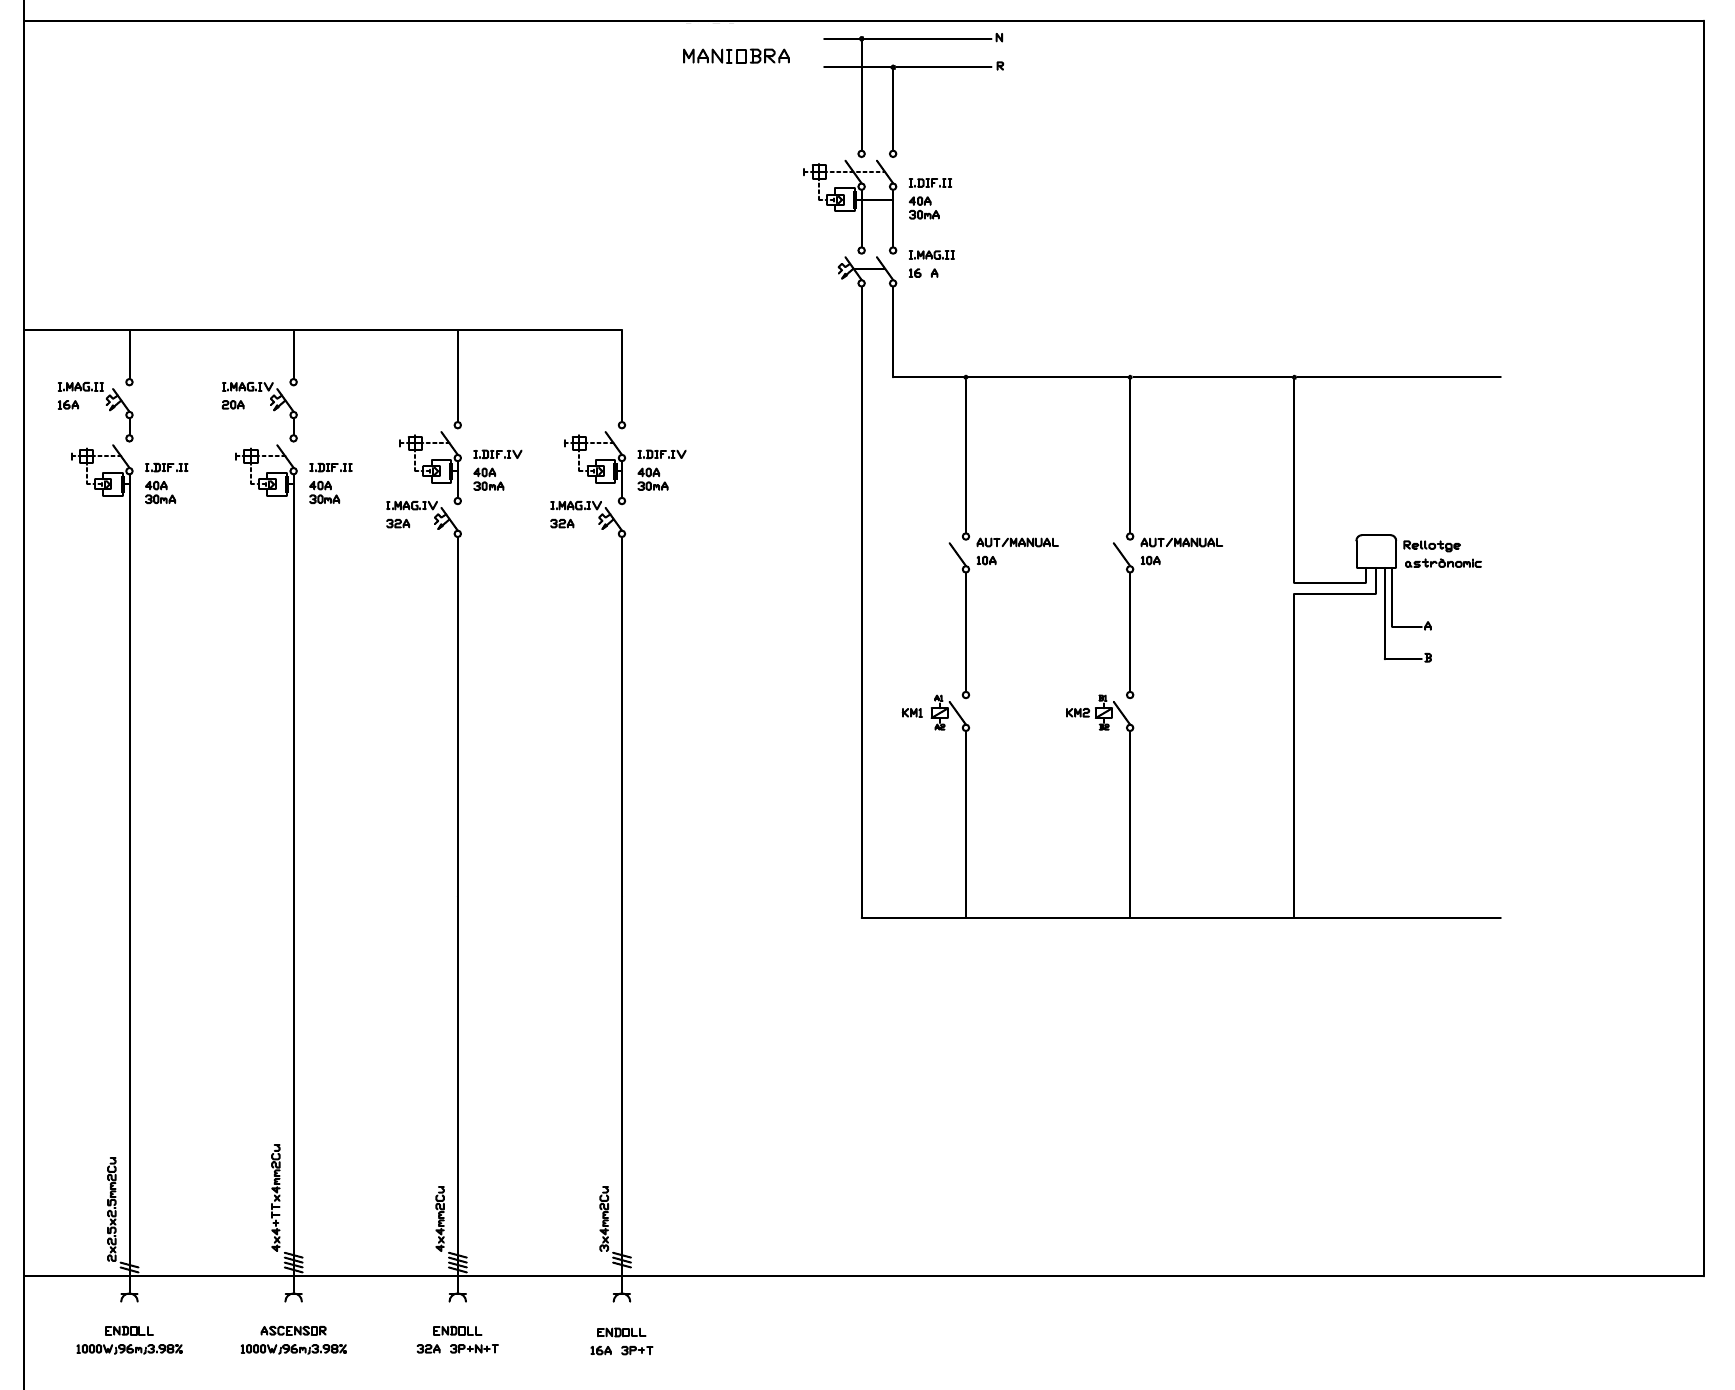 MANIOBRA
N
R
I.DIF.II
40A
30mA
I.MAG.II
16 A
I.MAG.II
16A
I.DIF.II
40A
30mA
I.MAG.IV
20A
I.DIF.II
40A
30mA
I.DIF.IV
40A
30mA
I.MAG.IV
32A
I.DIF.IV
40A
30mA
I.MAG.IV
32A
AUT/MANUAL
10A
AUT/MANUAL
10A
Rellotge
astrònomic
A
B
A1
KM1
A2
B1
KM2
B2
2x2.5x2.5mm2Cu
4x4+TTx4mm2Cu
4x4mm2Cu
3x4mm2Cu
ENDOLL
1000W;96m;3.98%
ASCENSOR
1000W;96m;3.98%
ENDOLL
32A 3P+N+T
ENDOLL
16A 3P+T